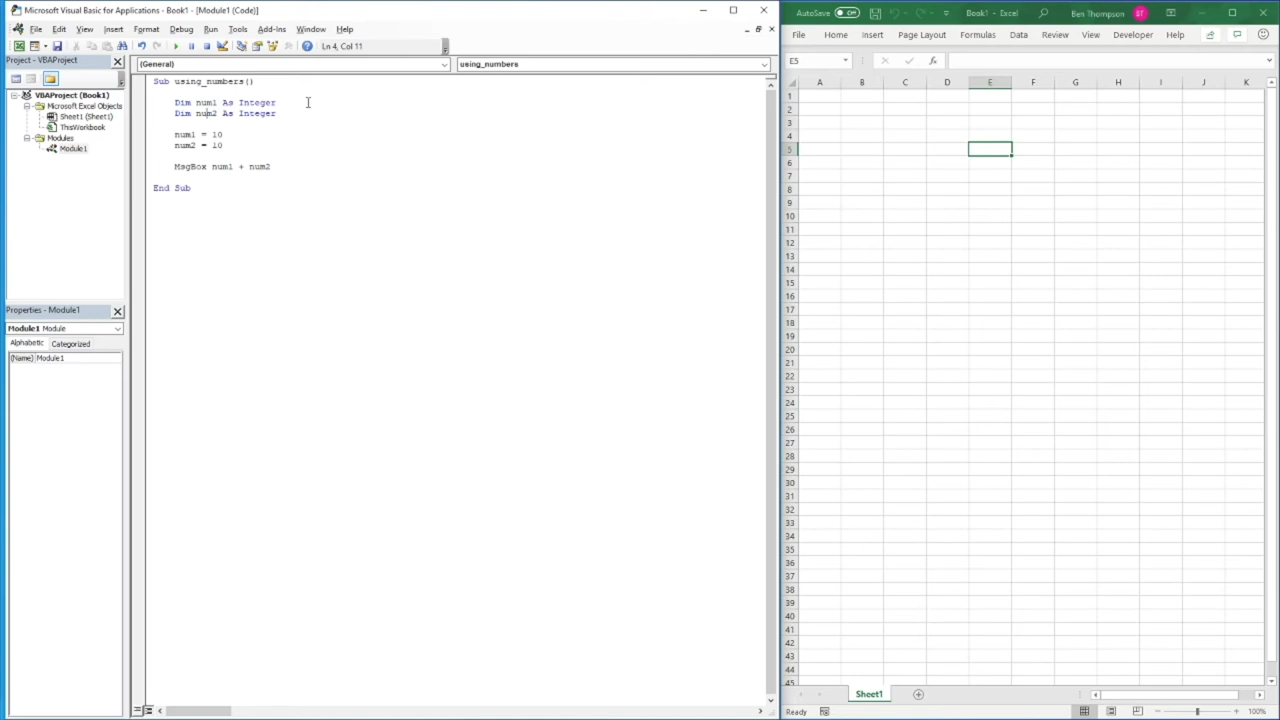 Microsoft Visual Basic for Applications - Book1 - [Module1 (Code)]
File Edit View Insert Format Debug Run Tools Add-Ins Window Help
Ln 4, Col 11
Project - VBAProject
VBAProject (Book1)
Microsoft Excel Objects
Sheet1 (Sheet1)
ThisWorkbook
Modules
Module1
Properties - Module1
Module1 Module
Alphabetic Categorized
(Name) Module1
(General) using_numbers
Sub using_numbers()
Dim num1 As Integer
Dim num2 As Integer
num1 = 10
num2 = 10
MsgBox num1 + num2
End Sub
AutoSave Off Book1 - Excel Ben Thompson BT
File Home Insert Page Layout Formulas Data Review View Developer Help
E5 fx
A B C D E F G H I J K
1
2
3
4
5
6
7
8
9
10
11
12
13
14
15
16
17
18
19
20
21
22
23
24
25
26
27
28
29
30
31
32
33
34
35
36
37
38
39
40
41
42
43
44
45
Sheet1
Ready 100%